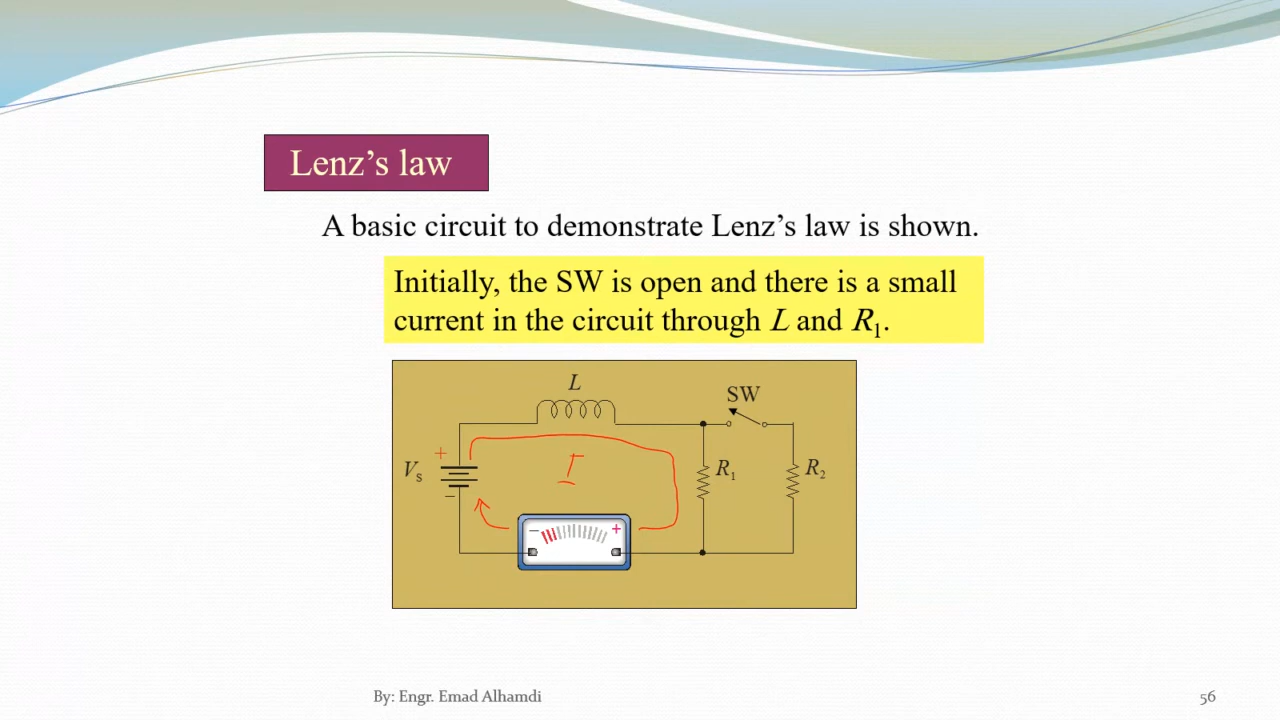 Lenz’s law
A basic circuit to demonstrate Lenz’s law is shown.
Initially, the SW is open and there is a small
current in the circuit through L and R₁.
L
SW
+
Vₛ
R₁
R₂
I
−
− +
By: Engr. Emad Alhamdi
56